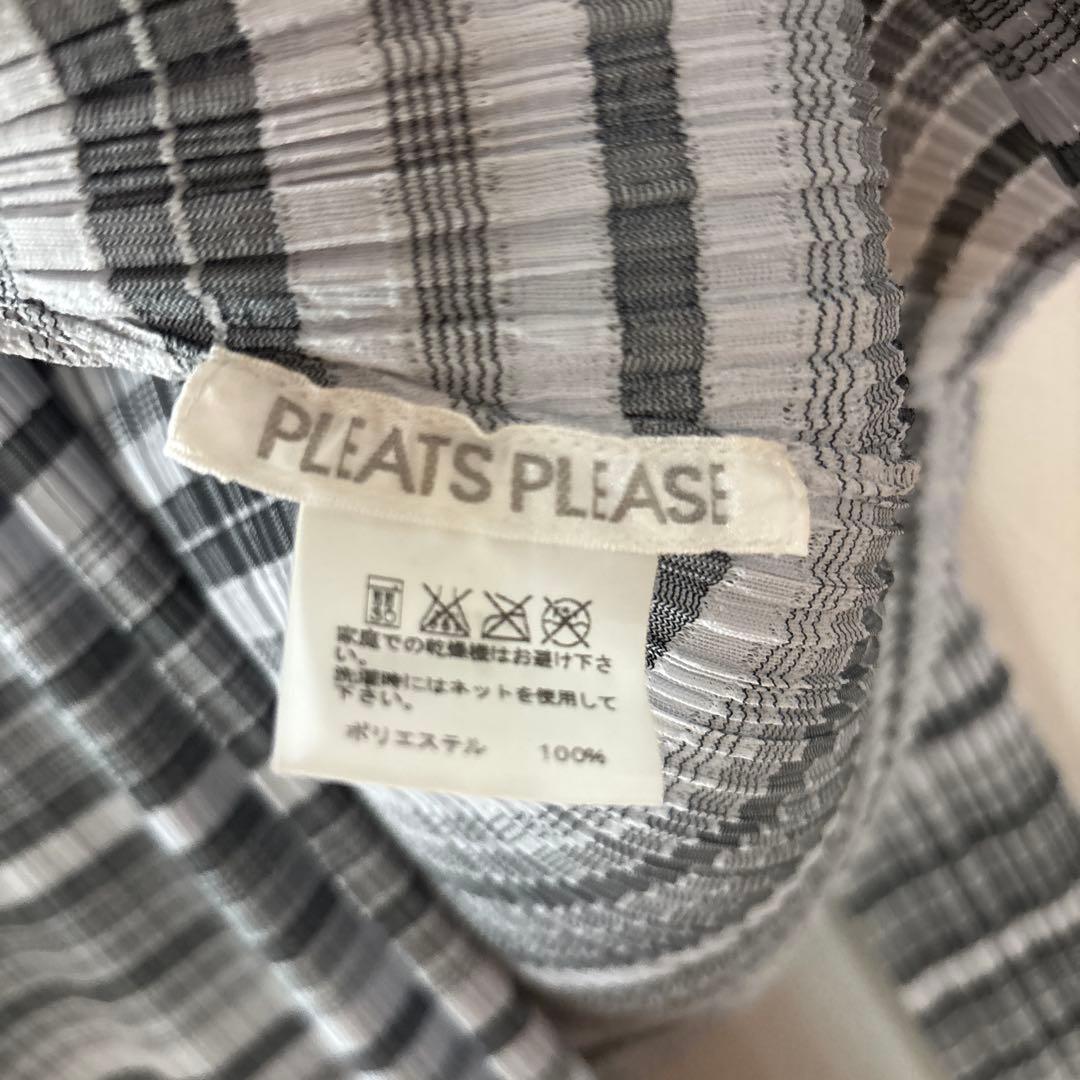 PLEATS PLEASE
家庭での乾燥機はお避け下さ
い。
洗濯時にはネットを使用して
下さい。
ポリエステル 100%